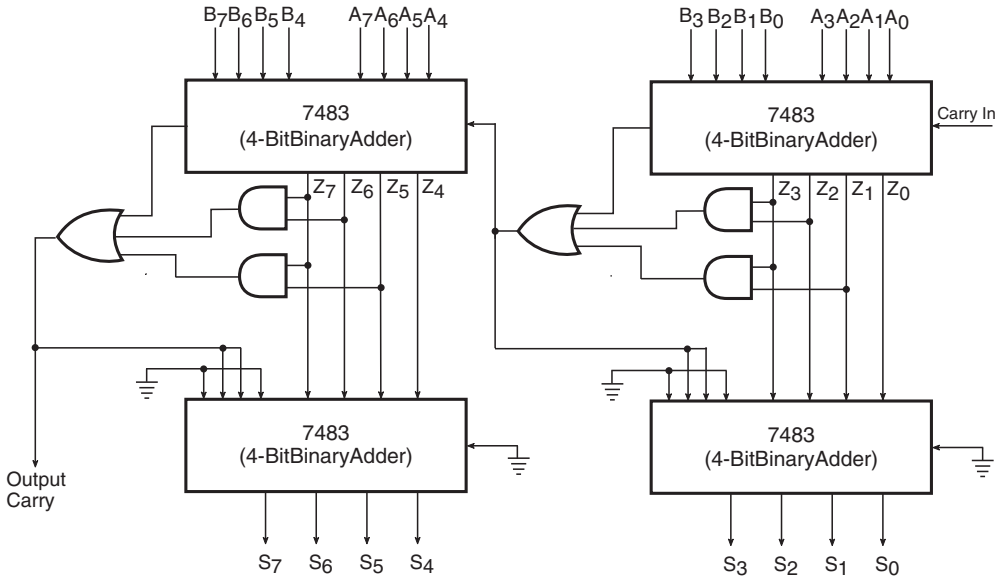 B₇B₆B₅B₄ A₇A₆A₅A₄ B₃B₂B₁B₀ A₃A₂A₁A₀
7483
(4-BitBinaryAdder)
7483
(4-BitBinaryAdder)
Carry In
Z₇ Z₆ Z₅ Z₄ Z₃ Z₂ Z₁ Z₀
7483
(4-BitBinaryAdder)
7483
(4-BitBinaryAdder)
Output
Carry
S₇ S₆ S₅ S₄ S₃ S₂ S₁ S₀